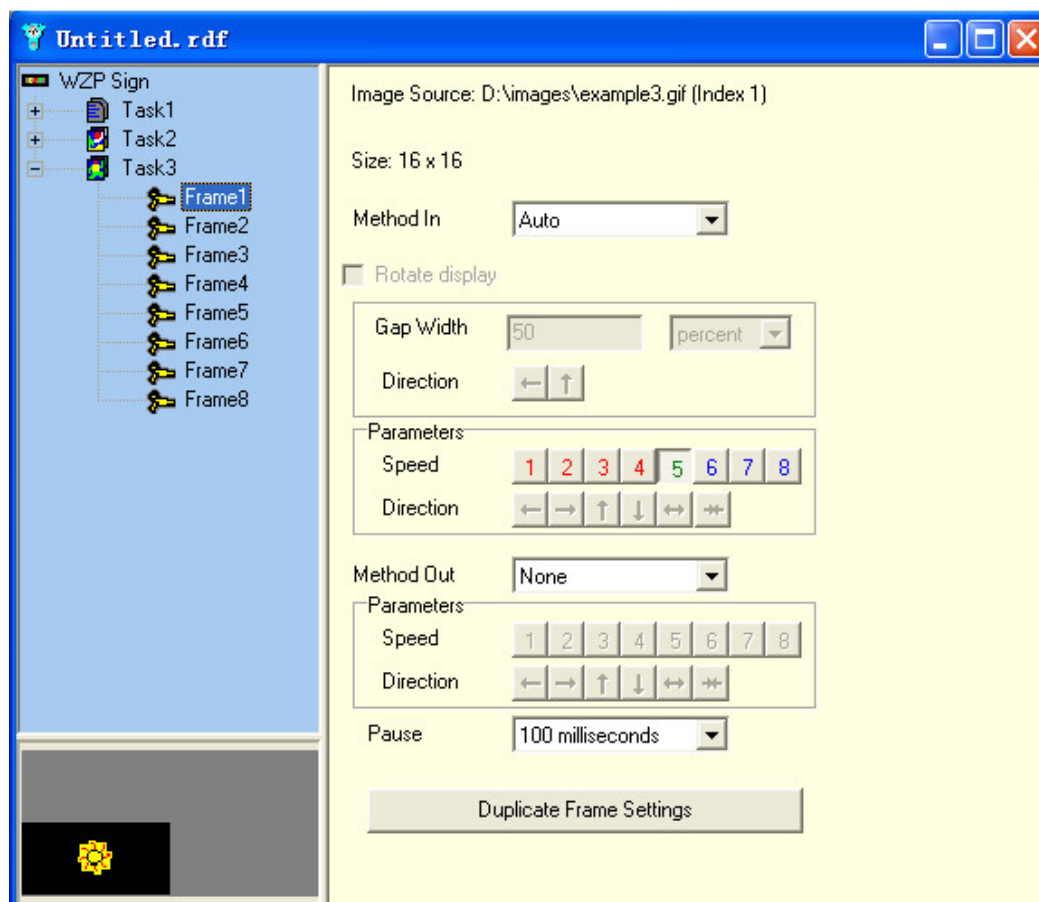 Untitled.rdf
WZP Sign
Task1
Task2
Task3
Frame1
Frame2
Frame3
Frame4
Frame5
Frame6
Frame7
Frame8
Image Source: D:\images\example3.gif (Index 1)
Size: 16 x 16
Method In Auto
Rotate display
Gap Width 50 percent
Direction
Parameters
Speed 1 2 3 4 5 6 7 8
Direction
Method Out None
Parameters
Speed 1 2 3 4 5 6 7 8
Direction
Pause 100 milliseconds
Duplicate Frame Settings